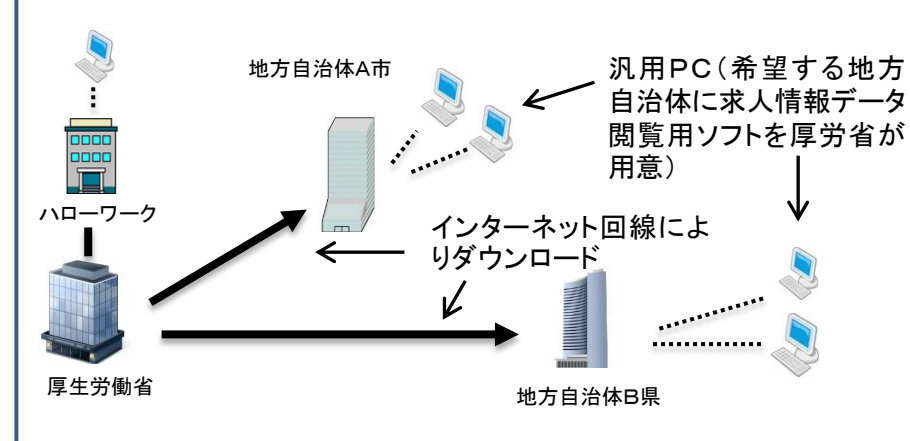 地方自治体A市
汎用PC(希望する地方
自治体に求人情報データ
閲覧用ソフトを厚労省が
用意)
ハローワーク
インターネット回線によ
りダウンロード
厚生労働省
地方自治体B県